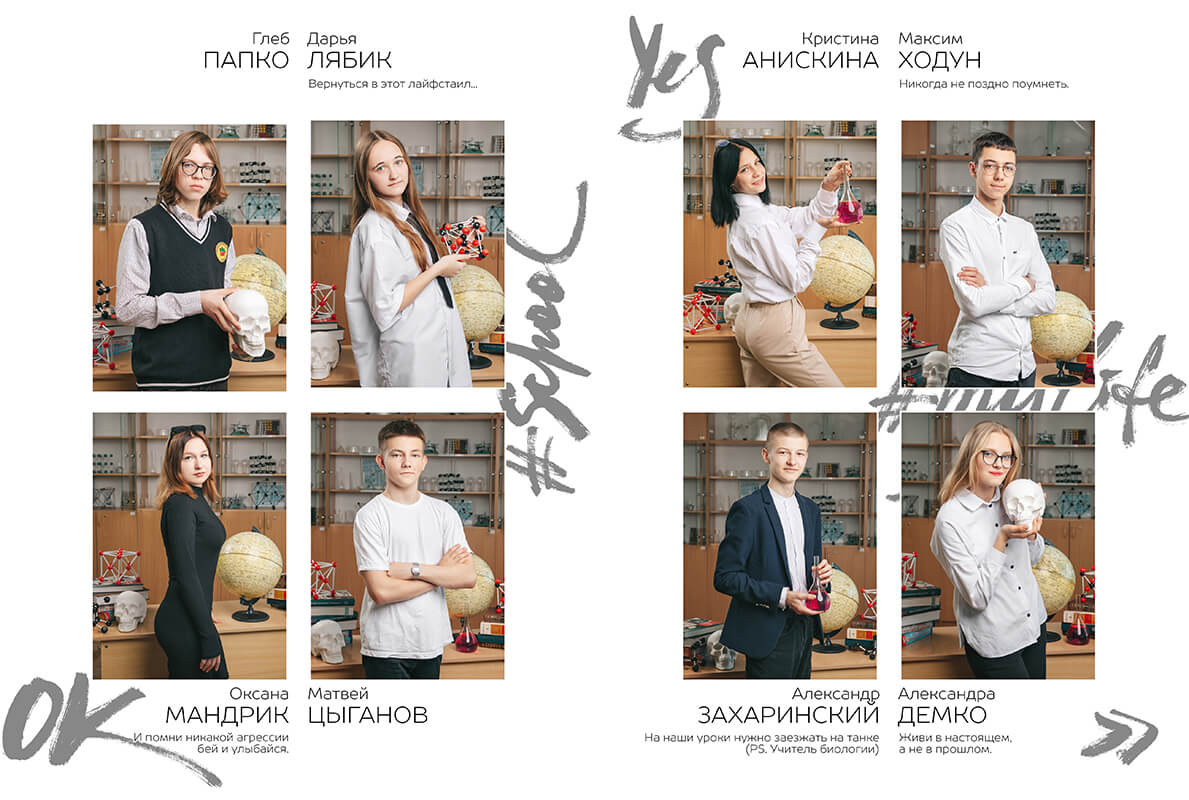 Глеб
ПАПКО
Дарья
ЛЯБИК
Вернуться в этот лайфстаил...
Yes
Кристина
АНИСКИНА
Максим
ХОДУН
Никогда не поздно поумнеть.
#School
#my life
Оксана
МАНДРИК
И помни никакой агрессии
бей и улыбайся.
Матвей
ЦЫГАНОВ
OK
Александр
ЗАХАРИНСКИЙ
На наши уроки нужно заезжать на танке
(PS. Учитель биологии)
Александра
ДЕМКО
Живи в настоящем,
а не в прошлом.